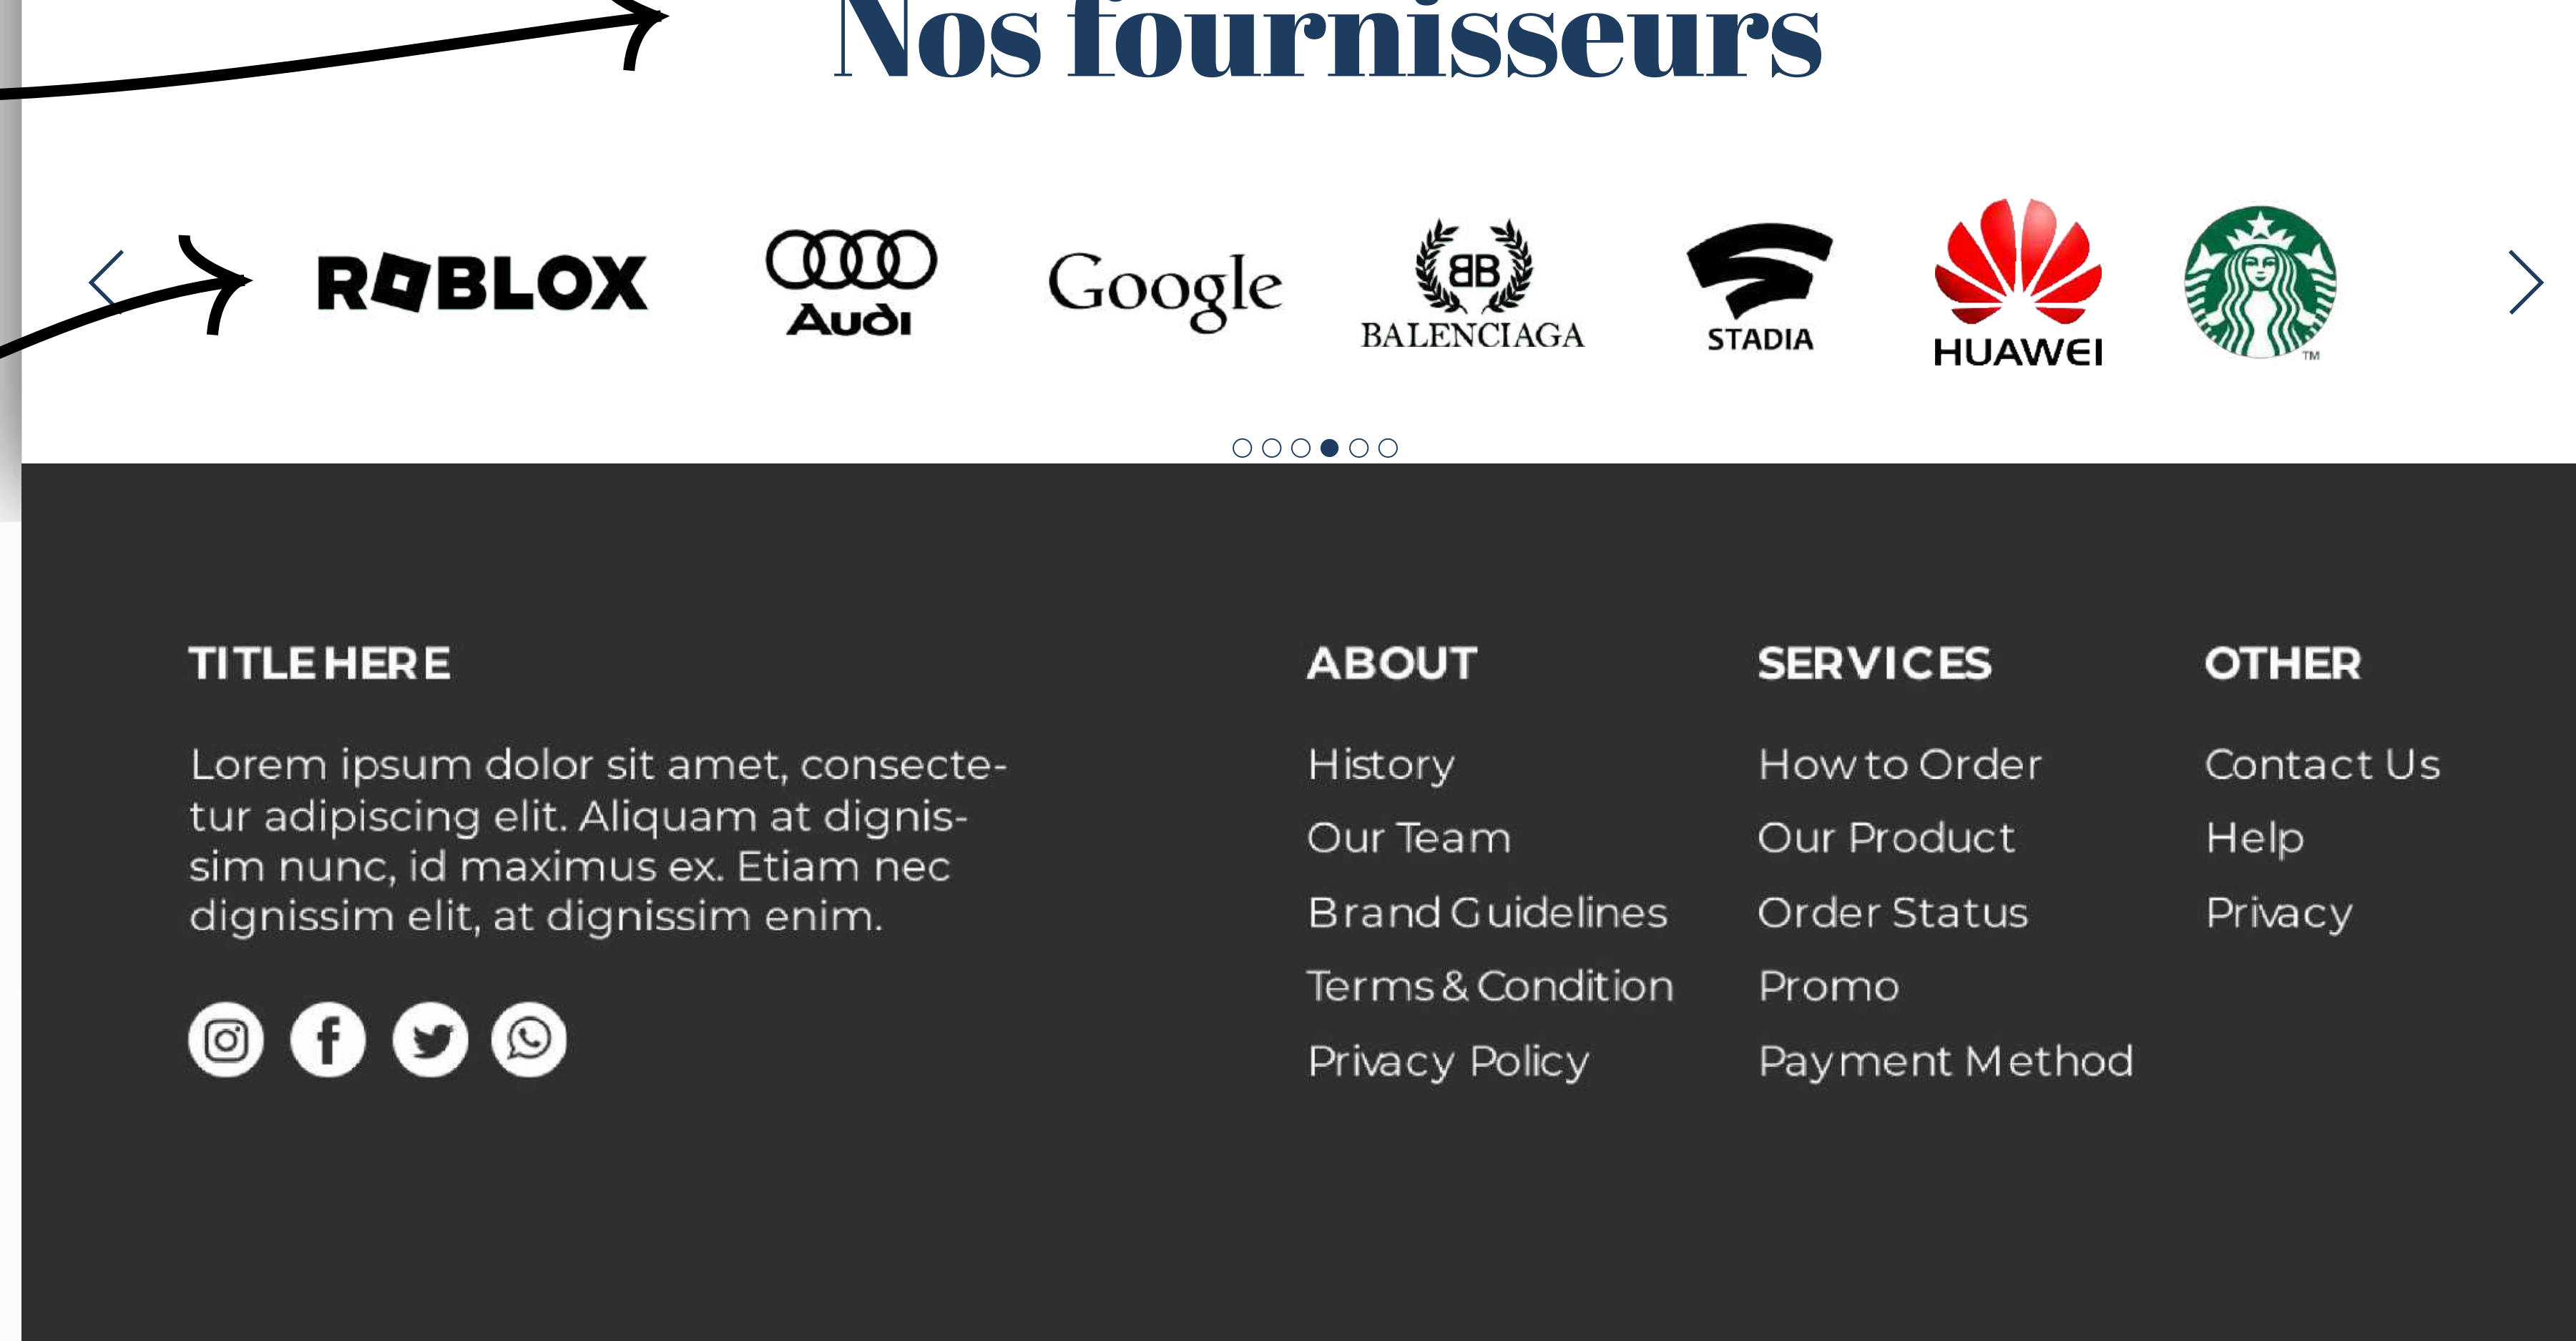 Nos fournisseurs
ROBLOX
Audi
Google
BB
BALENCIAGA
STADIA
HUAWEI
TM
TITLE HERE
Lorem ipsum dolor sit amet, consecte-
tur adipiscing elit. Aliquam at dignis-
sim nunc, id maximus ex. Etiam nec
dignissim elit, at dignissim enim.
ABOUT
History
Our Team
Brand Guidelines
Terms & Condition
Privacy Policy
SERVICES
How to Order
Our Product
Order Status
Promo
Payment Method
OTHER
Contact Us
Help
Privacy